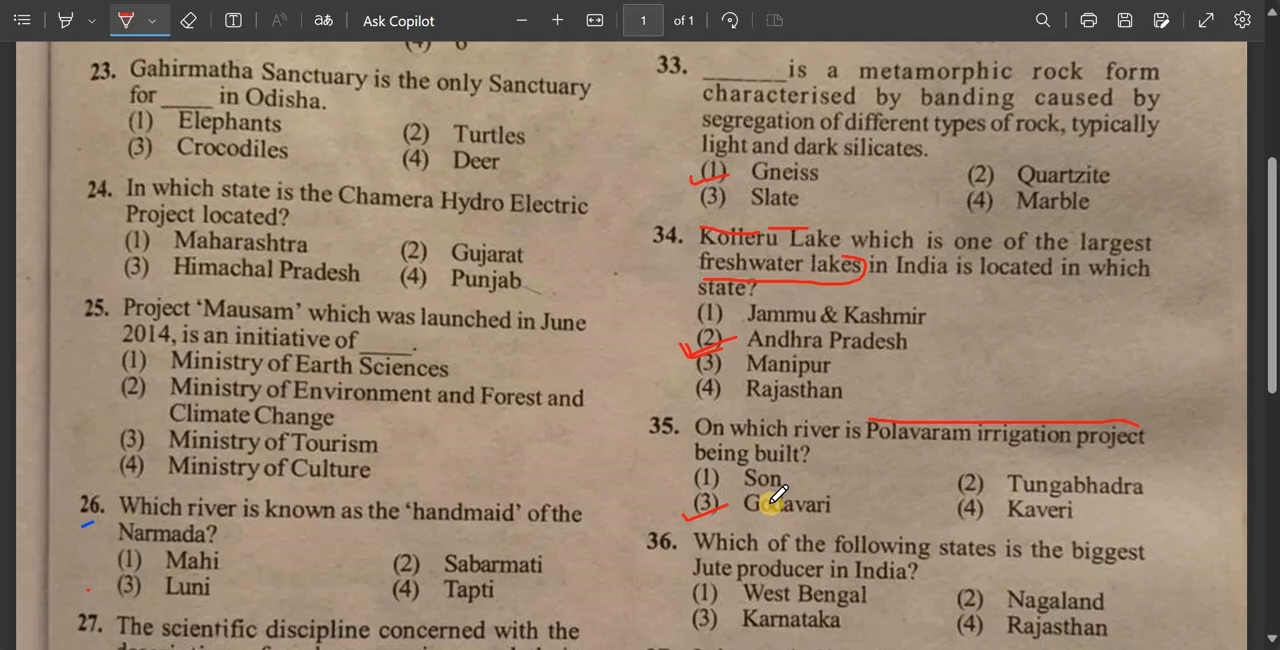 Ask Copilot
1 of 1
23. Gahirmatha Sanctuary is the only Sanctuary
for ____ in Odisha.
(1) Elephants (2) Turtles
(3) Crocodiles (4) Deer
24. In which state is the Chamera Hydro Electric
Project located?
(1) Maharashtra (2) Gujarat
(3) Himachal Pradesh (4) Punjab
25. Project ‘Mausam’ which was launched in June
2014, is an initiative of ____.
(1) Ministry of Earth Sciences
(2) Ministry of Environment and Forest and
Climate Change
(3) Ministry of Tourism
(4) Ministry of Culture
26. Which river is known as the ‘handmaid’ of the
Narmada?
(1) Mahi (2) Sabarmati
(3) Luni (4) Tapti
27. The scientific discipline concerned with the
33. ______is a metamorphic rock form
characterised by banding caused by
segregation of different types of rock, typically
light and dark silicates.
(1) Gneiss (2) Quartzite
(3) Slate (4) Marble
34. Kolleru Lake which is one of the largest
freshwater lakes in India is located in which
state?
(1) Jammu & Kashmir
(2) Andhra Pradesh
(3) Manipur
(4) Rajasthan
35. On which river is Polavaram irrigation project
being built?
(1) Son (2) Tungabhadra
(3) Godavari (4) Kaveri
36. Which of the following states is the biggest
Jute producer in India?
(1) West Bengal (2) Nagaland
(3) Karnataka (4) Rajasthan